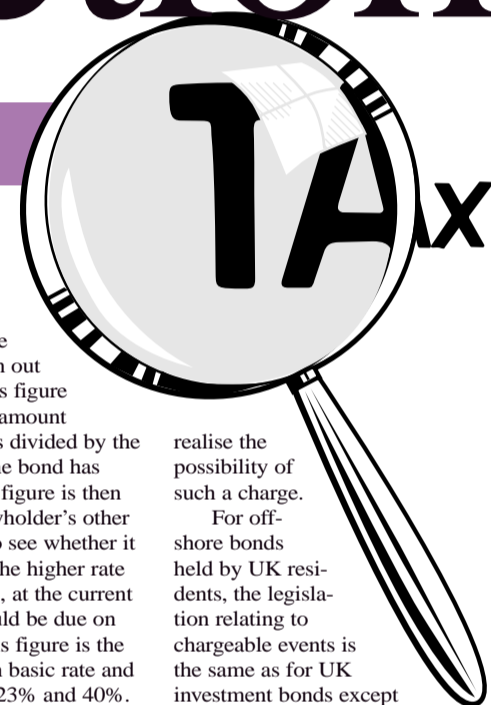 TAX
e
n out
s figure
amount
s divided by the
ne bond has
figure is then
yholder's other
o see whether it
he higher rate
, at the current
uld be due on
s figure is the
n basic rate and
23% and 40%.
realise the
possibility of
such a charge.
For off-
shore bonds
held by UK resi-
dents, the legisla-
tion relating to
chargeable events is
the same as for UK
investment bonds except